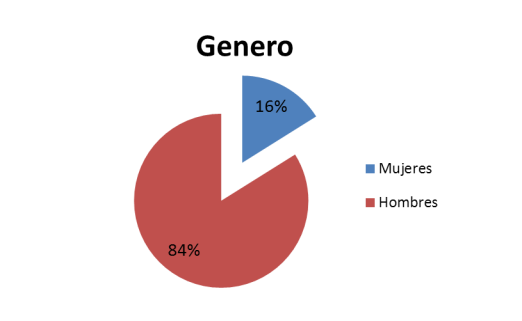 Genero
16%
Mujeres
Hombres
84%